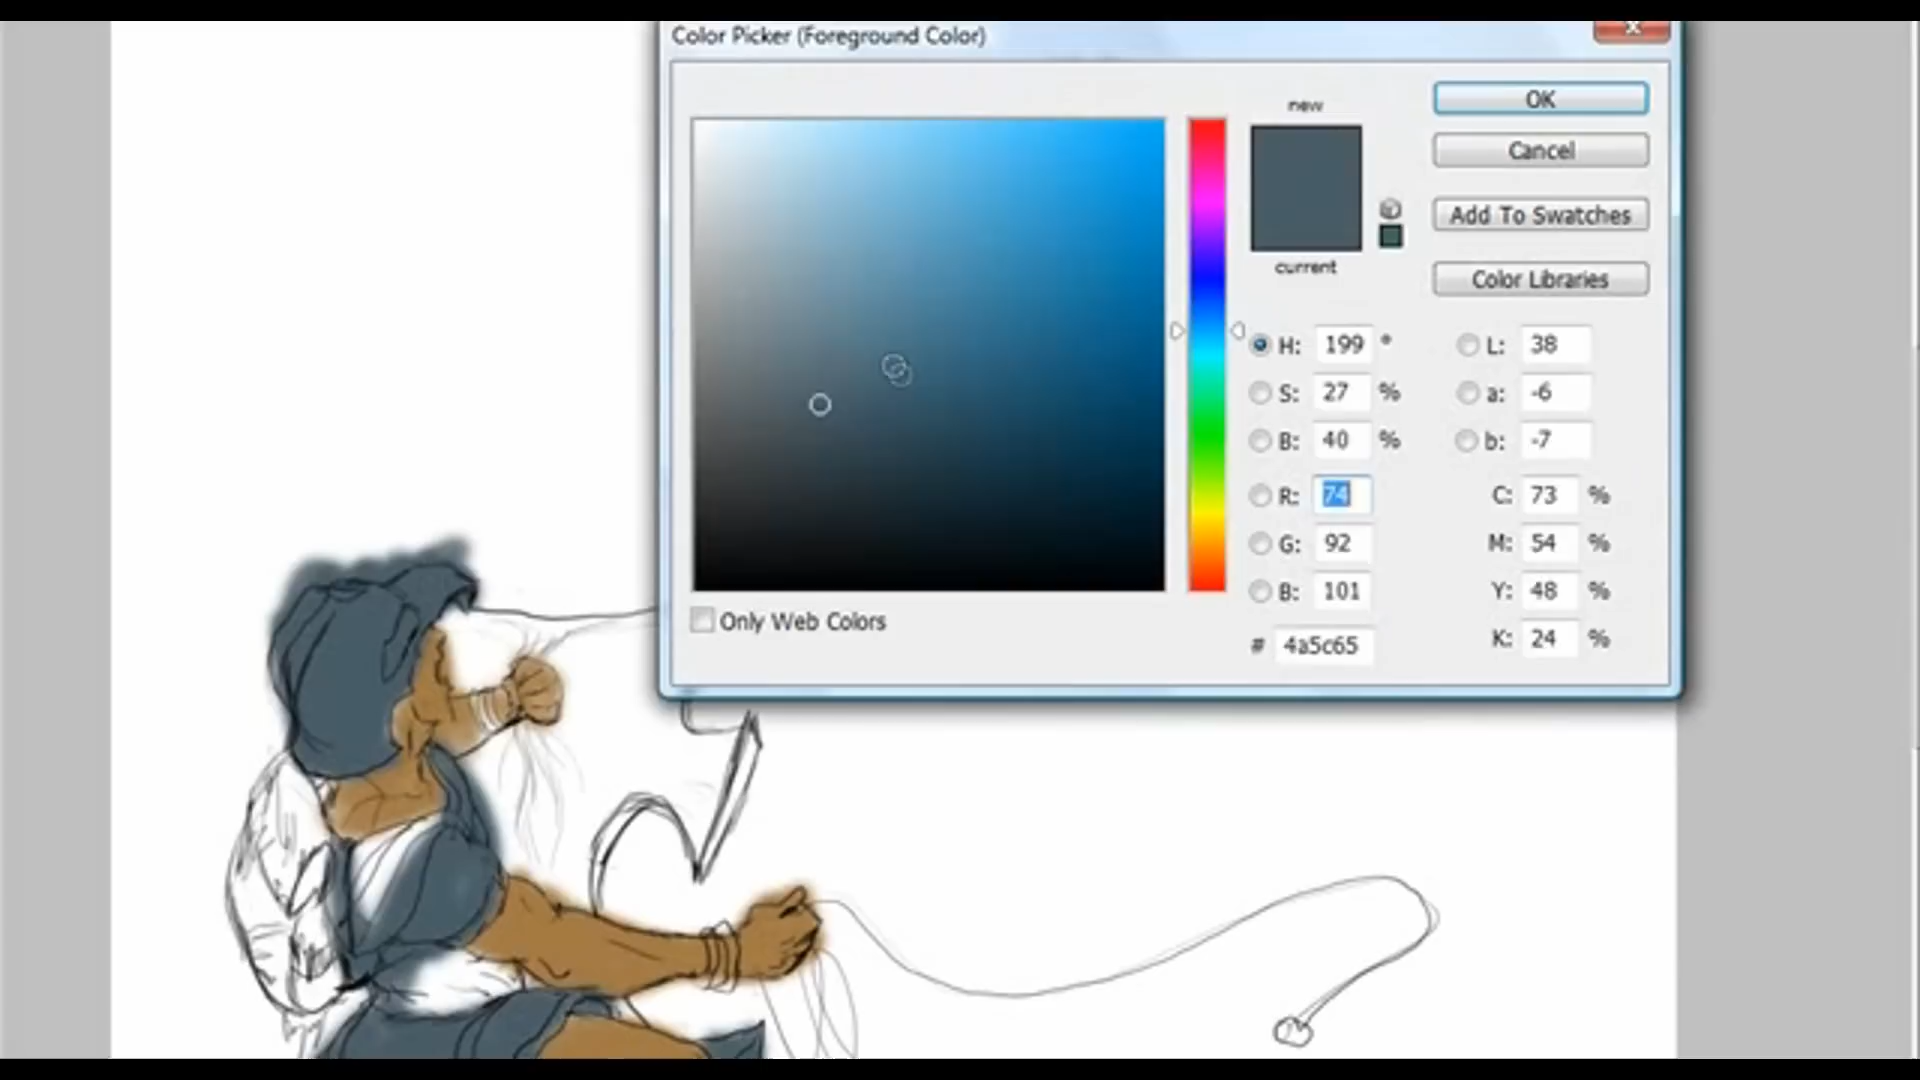 Color Picker (Foreground Color)
new
current
OK
Cancel
Add To Swatches
Color Libraries
H: 199 °
S: 27 %
B: 40 %
R: 74
G: 92
B: 101
# 4a5c65
L: 38
a: -6
b: -7
C: 73 %
M: 54 %
Y: 48 %
K: 24 %
Only Web Colors